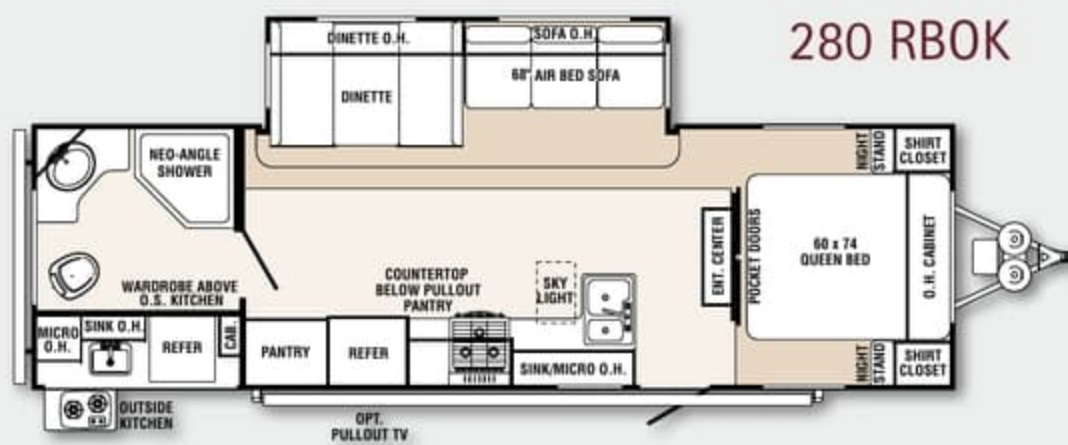 280 RBOK
DINETTE O.H.
SOFA O.H.
68" AIR BED SOFA
DINETTE
NEO-ANGLE
SHOWER
NIGHT
STAND
SHIRT
CLOSET
WARDROBE ABOVE
O.S. KITCHEN
COUNTERTOP
BELOW PULLOUT
PANTRY
SKY
LIGHT
ENT. CENTER
POCKET DOORS
60 x 74
QUEEN BED
O.H. CABINET
MICRO
O.H.
SINK O.H.
REFER
CAB.
PANTRY
REFER
SINK/MICRO O.H.
NIGHT
STAND
SHIRT
CLOSET
OUTSIDE
KITCHEN
OPT.
PULLOUT TV